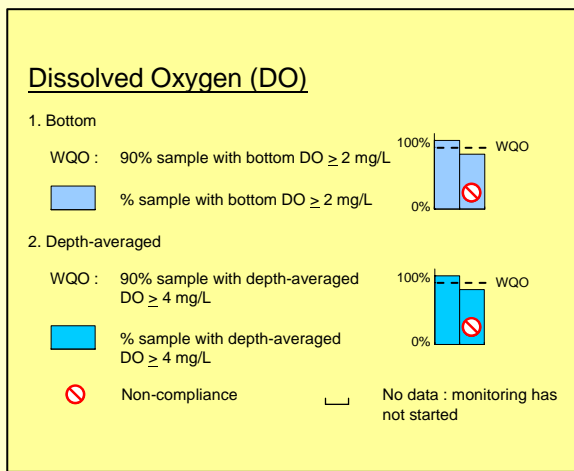 Dissolved Oxygen (DO)
1. Bottom
WQO : 90% sample with bottom DO ≥ 2 mg/L
% sample with bottom DO ≥ 2 mg/L
100%
WQO
0%
2. Depth-averaged
WQO : 90% sample with depth-averaged
DO ≥ 4 mg/L
% sample with depth-averaged
DO ≥ 4 mg/L
100%
WQO
0%
Non-compliance
No data : monitoring has
not started